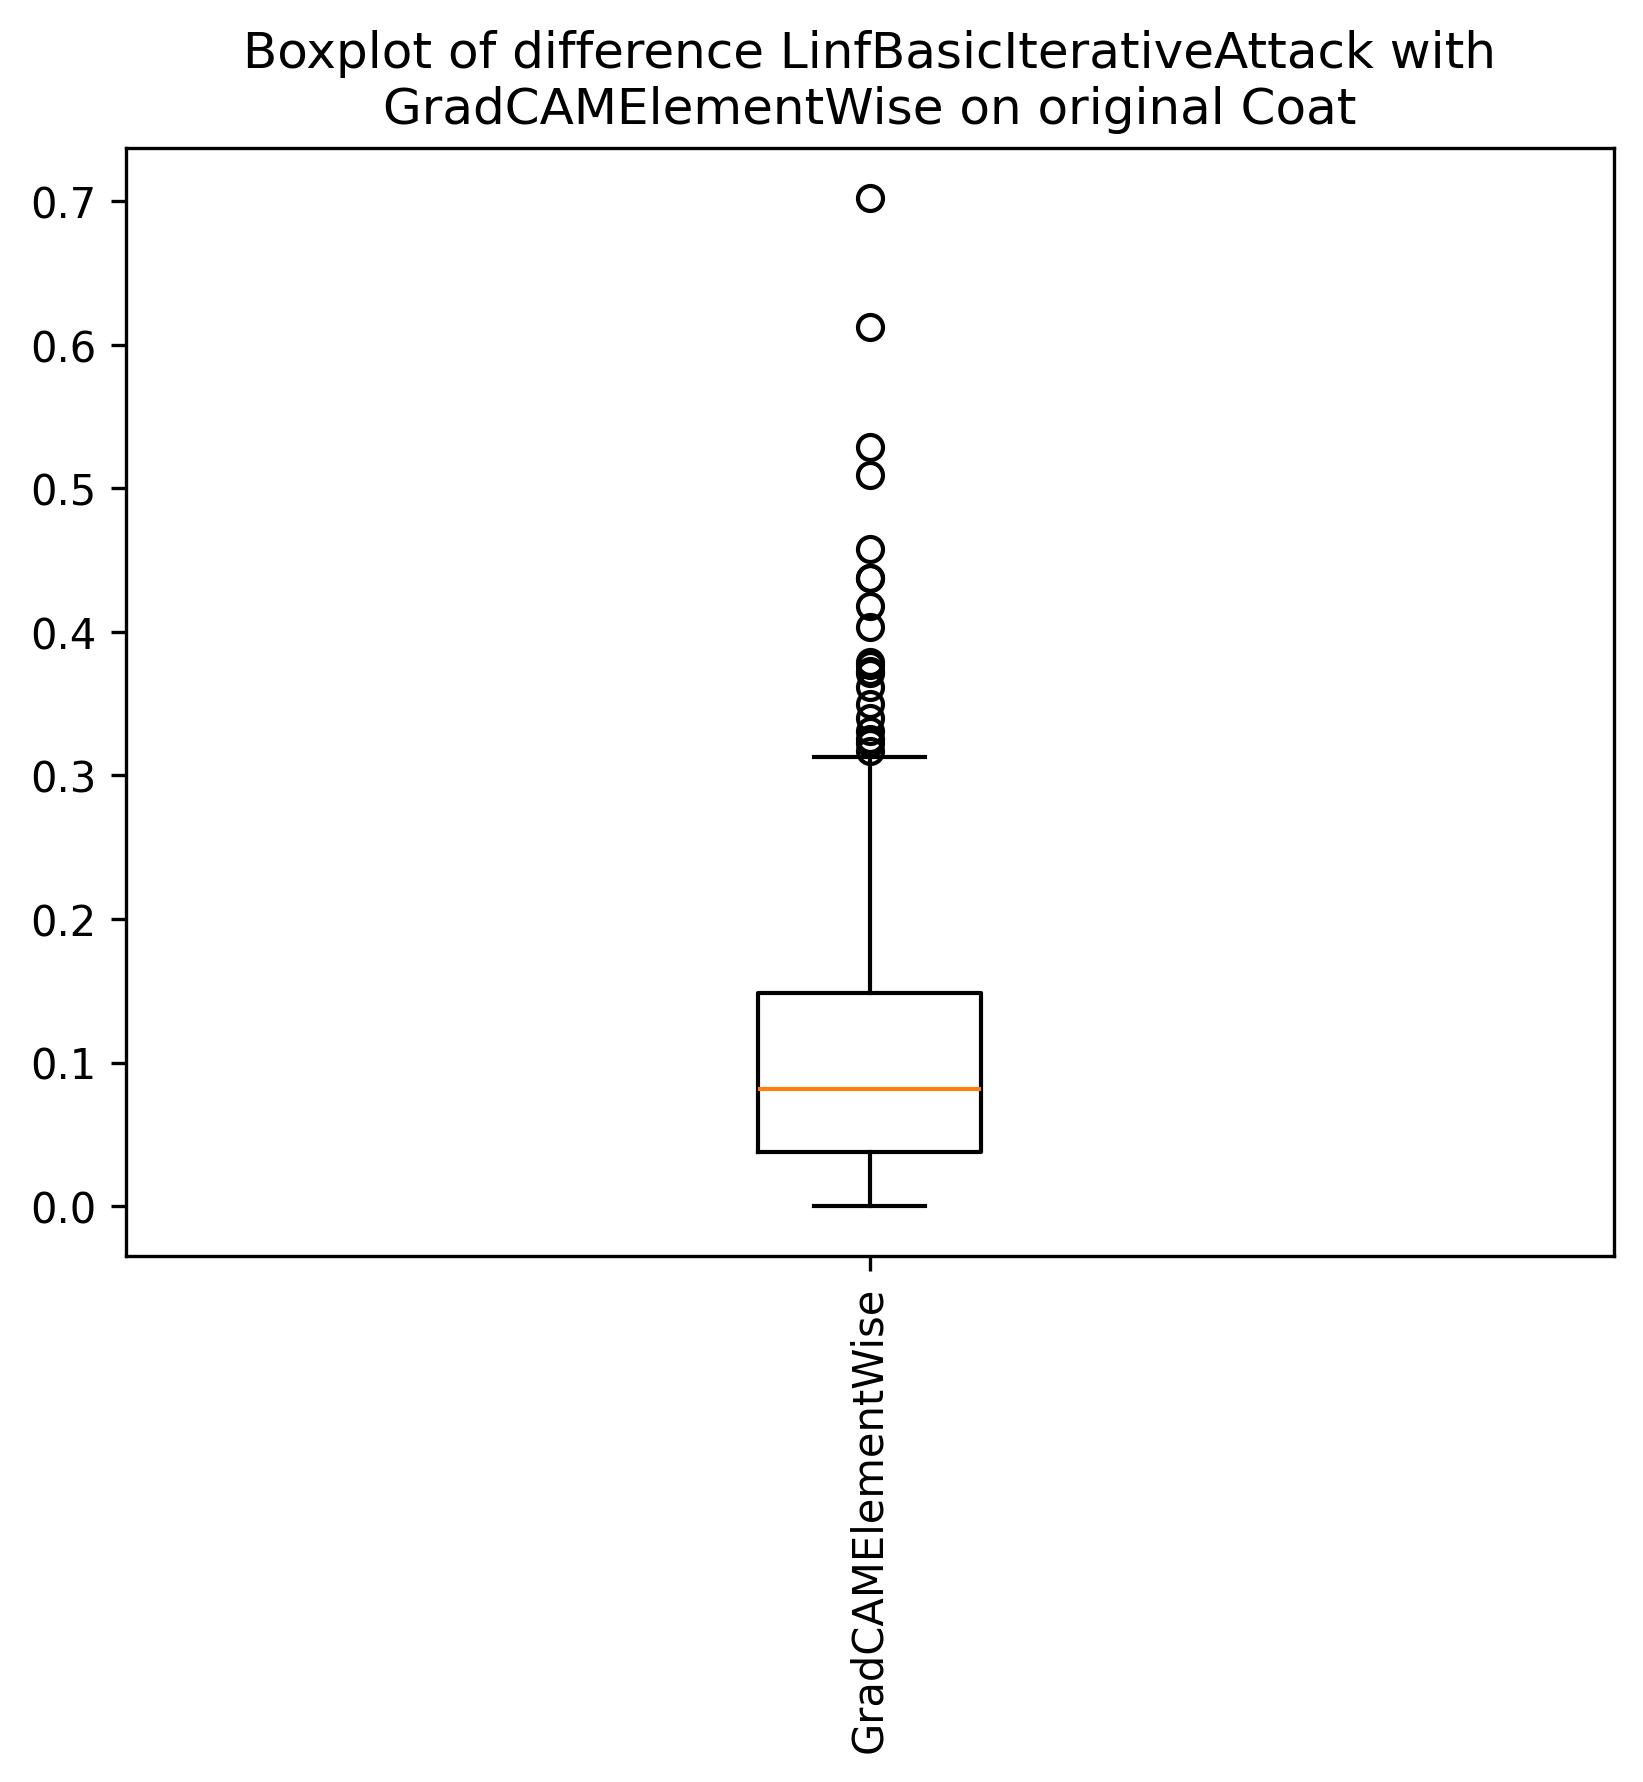 Boxplot of difference LinfBasicIterativeAttack with
GradCAMElementWise on original Coat
0.7
0.6
0.5
0.4
0.3
0.2
0.1
0.0
GradCAMElementWise